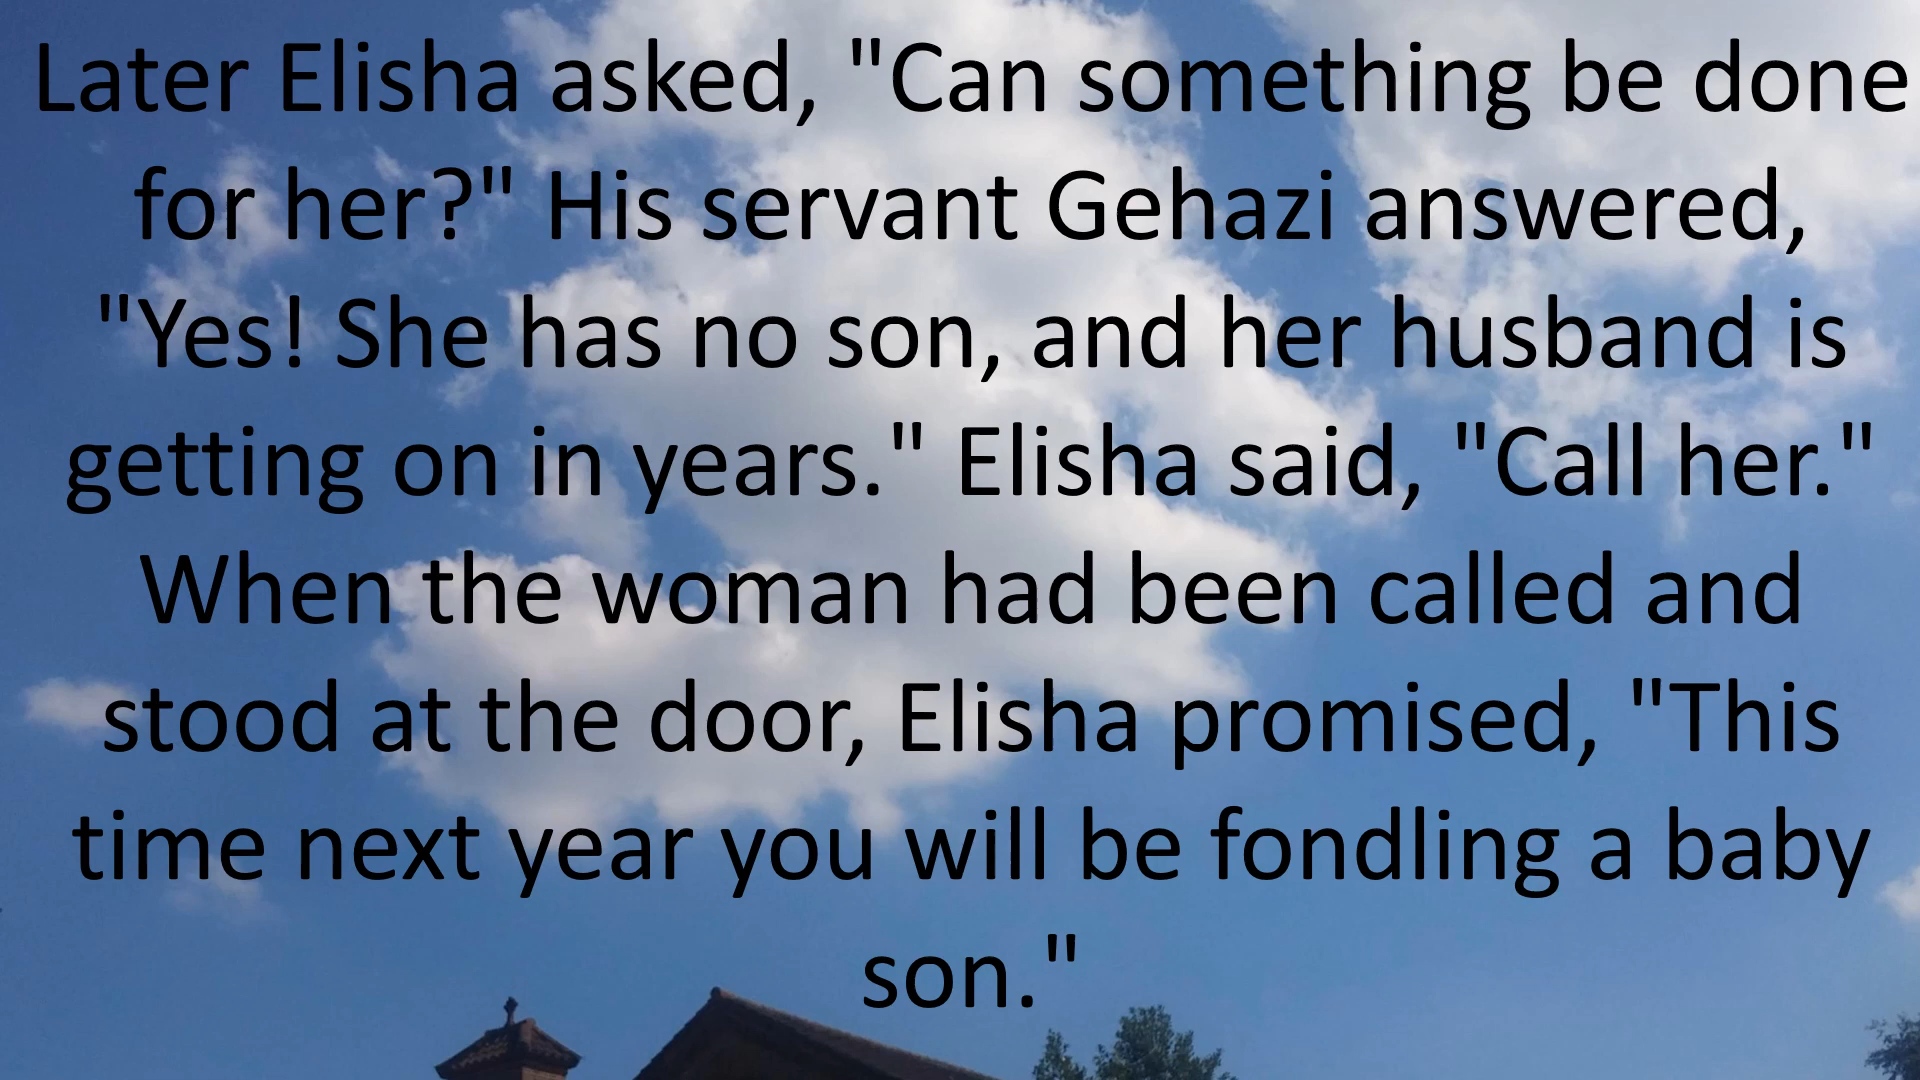 Later Elisha asked, "Can something be done
for her?" His servant Gehazi answered,
"Yes! She has no son, and her husband is
getting on in years." Elisha said, "Call her."
When the woman had been called and
stood at the door, Elisha promised, "This
time next year you will be fondling a baby
son."